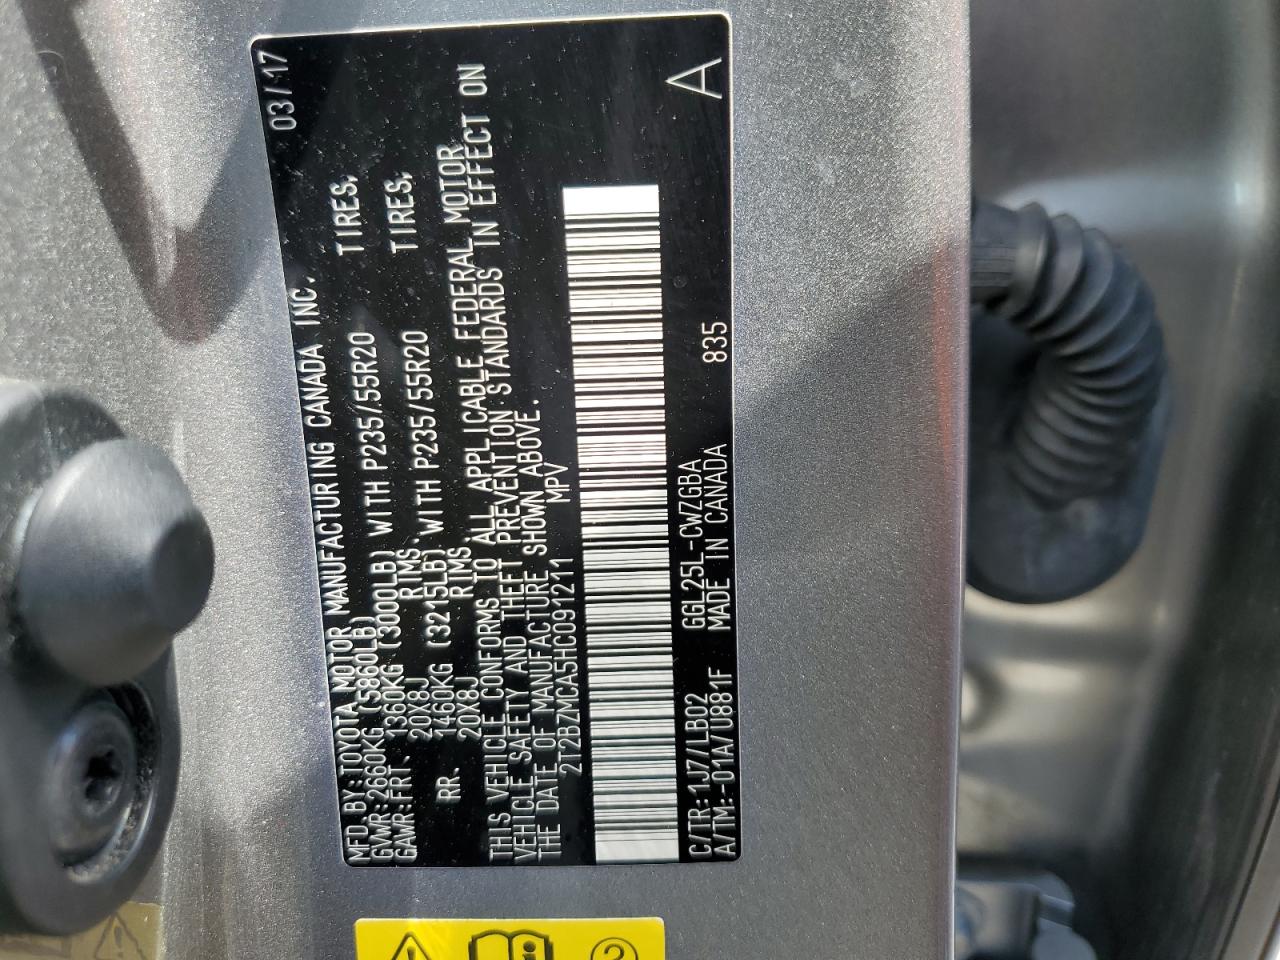 MFD. BY: TOYOTA MOTOR MANUFACTURING CANADA INC. 03/17
GVWR: 2660KG (5860LB)
GAWR: FRT. 1360KG (3000LB) WITH P235/55R20 TIRES,
20X8J RIMS.
RR. 1460KG (3215LB) WITH P235/55R20 TIRES,
20X8J RIMS
THIS VEHICLE CONFORMS TO ALL APPLICABLE FEDERAL MOTOR
VEHICLE SAFETY AND THEFT PREVENTION STANDARDS IN EFFECT ON
THE DATE OF MANUFACTURE SHOWN ABOVE.
2T2BZMCA5HC091211 MPV
C/TR: 1J7/LB02 GGL25L-CWZGBA
A/TM: -01A/U881F MADE IN CANADA 835 A